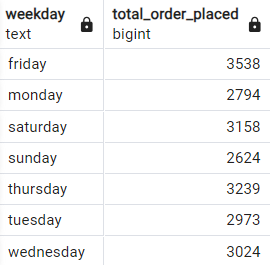 weekday total_order_placed
text bigint
friday 3538
monday 2794
saturday 3158
sunday 2624
thursday 3239
tuesday 2973
wednesday 3024